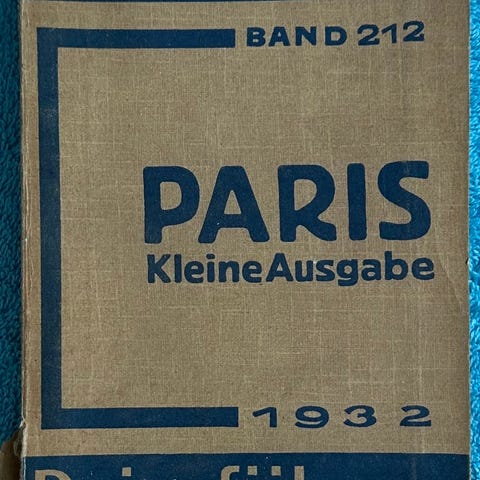 BAND 212
PARIS
Kleine Ausgabe
1932